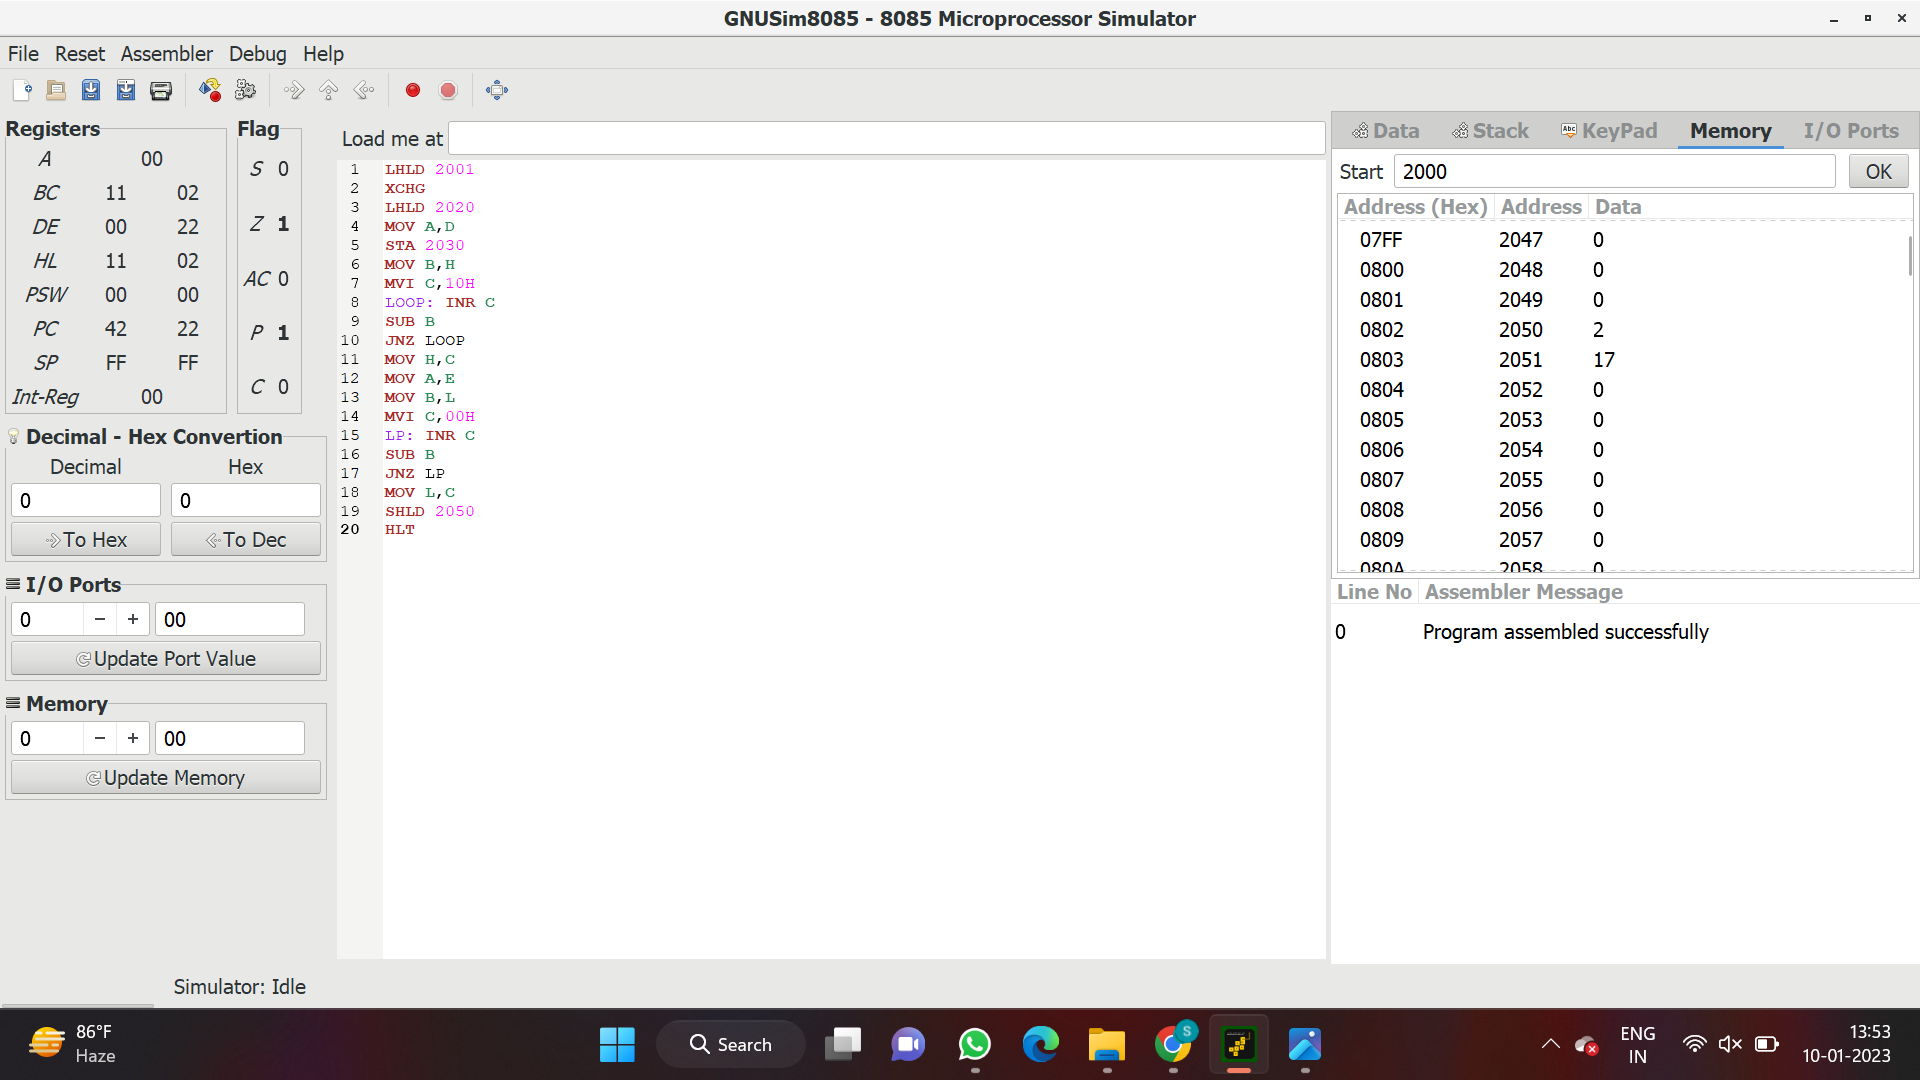 GNUSim8085 - 8085 Microprocessor Simulator
File Reset Assembler Debug Help
Registers
A 00
BC 11 02
DE 00 22
HL 11 02
PSW 00 00
PC 42 22
SP FF FF
Int-Reg 00
Flag
S 0
Z 1
AC 0
P 1
C 0
Decimal - Hex Convertion
Decimal Hex
0 0
To Hex To Dec
I/O Ports
0 − + 00
Update Port Value
Memory
0 − + 00
Update Memory
Simulator: Idle
Load me at
1 LHLD 2001
2 XCHG
3 LHLD 2020
4 MOV A,D
5 STA 2030
6 MOV B,H
7 MVI C,10H
8 LOOP: INR C
9 SUB B
10 JNZ LOOP
11 MOV H,C
12 MOV A,E
13 MOV B,L
14 MVI C,00H
15 LP: INR C
16 SUB B
17 JNZ LP
18 MOV L,C
19 SHLD 2050
20 HLT
Data Stack Abc KeyPad Memory I/O Ports
Start 2000 OK
Address (Hex) Address Data
07FF 2047 0
0800 2048 0
0801 2049 0
0802 2050 2
0803 2051 17
0804 2052 0
0805 2053 0
0806 2054 0
0807 2055 0
0808 2056 0
0809 2057 0
080A 2058 0
Line No Assembler Message
0 Program assembled successfully
86°F
Haze
Search
S
ENG
IN
13:53
10-01-2023